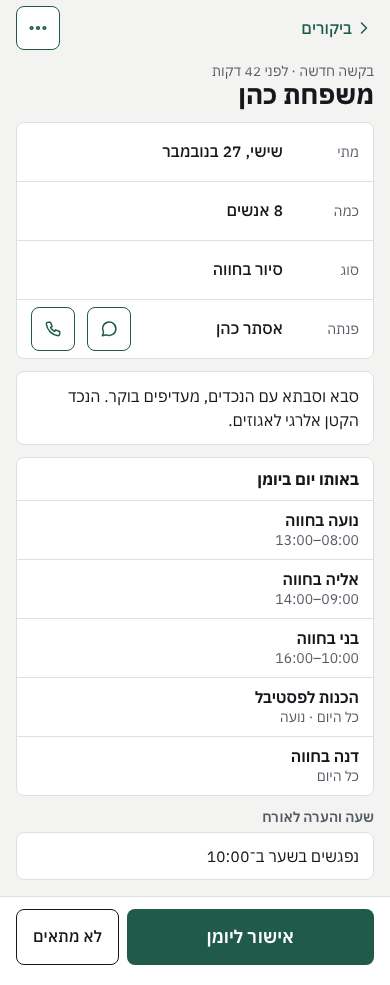 ביקורים
בקשה חדשה · לפני 42 דקות
משפחת כהן
מתי שישי, 27 בנובמבר
כמה 8 אנשים
סוג סיור בחווה
פנתה אסתר כהן
סבא וסבתא עם הנכדים, מעדיפים בוקר. הנכד
הקטן אלרגי לאגוזים.
באותו יום ביומן
נועה בחווה
08:00–13:00
אליה בחווה
09:00–14:00
בני בחווה
10:00–16:00
הכנות לפסטיבל
כל היום · נועה
דנה בחווה
כל היום
שעה והערה לאורח
נפגשים בשער ב־10:00
אישור ליומן
לא מתאים